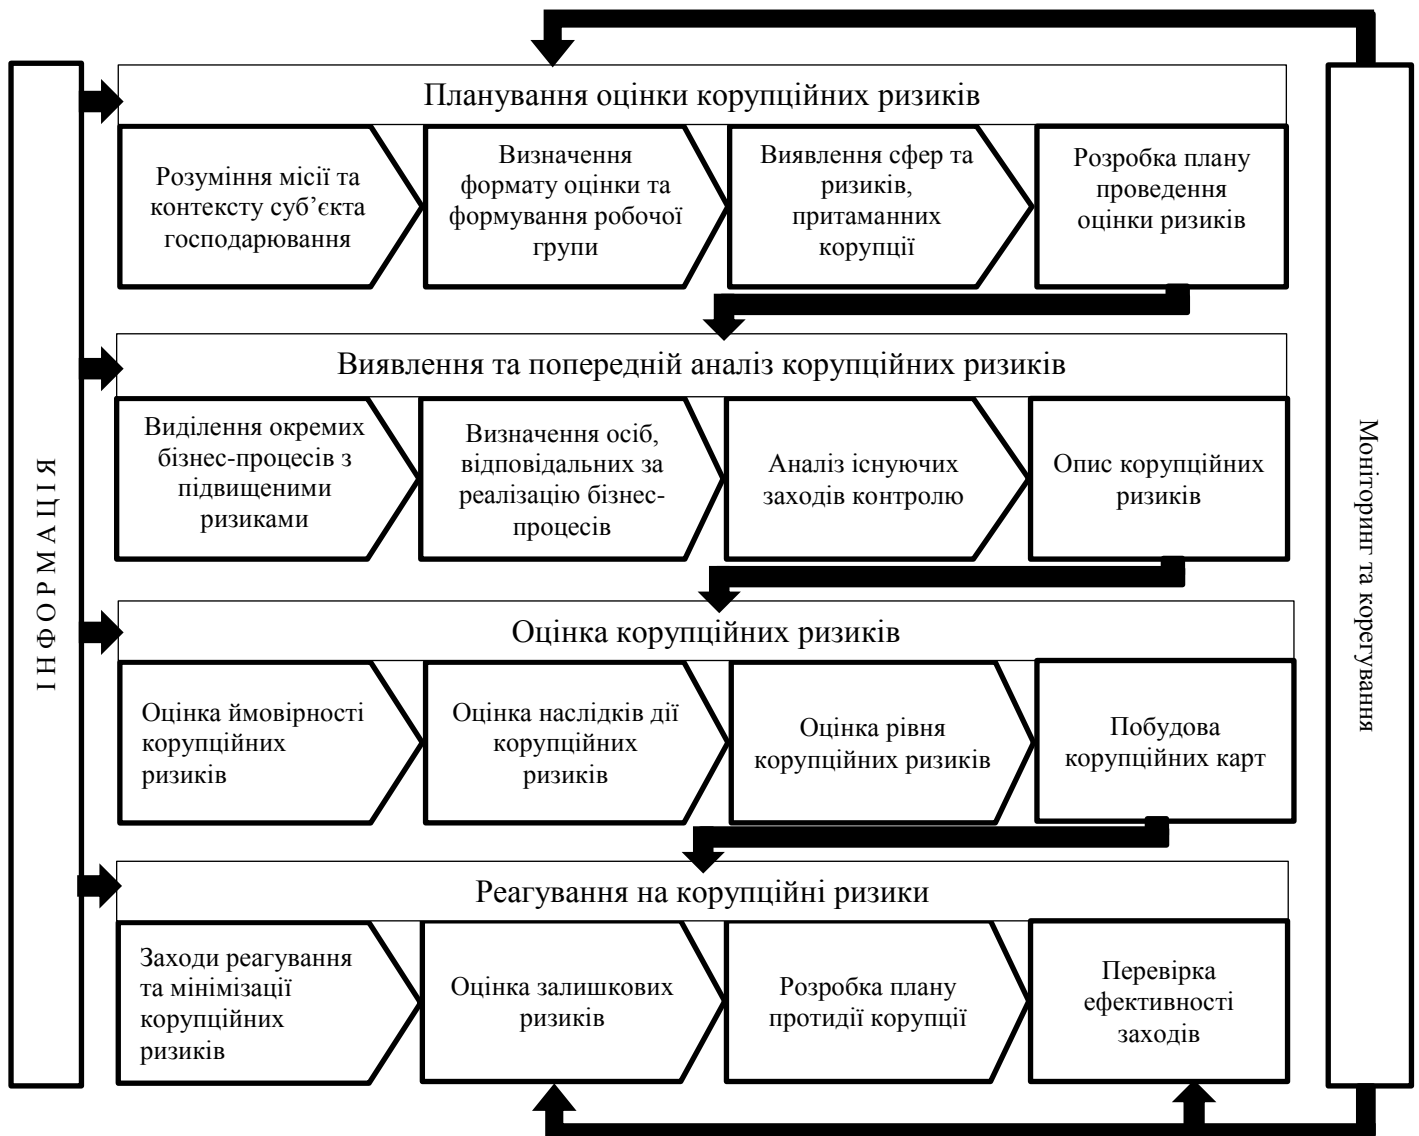 ІНФОРМАЦІЯ
Планування оцінки корупційних ризиків
Розуміння місії та
контексту суб’єкта
господарювання
Визначення
формату оцінки та
формування робочої
групи
Виявлення сфер та
ризиків,
притаманних
корупції
Розробка плану
проведення
оцінки ризиків
Виявлення та попередній аналіз корупційних ризиків
Виділення окремих
бізнес-процесів з
підвищеними
ризиками
Визначення осіб,
відповідальних за
реалізацію бізнес-
процесів
Аналіз існуючих
заходів контролю
Опис корупційних
ризиків
Оцінка корупційних ризиків
Оцінка ймовірності
корупційних
ризиків
Оцінка наслідків дії
корупційних
ризиків
Оцінка рівня
корупційних ризиків
Побудова
корупційних карт
Реагування на корупційні ризики
Заходи реагування
та мінімізації
корупційних
ризиків
Оцінка залишкових
ризиків
Розробка плану
протидії корупції
Перевірка
ефективності
заходів
Моніторинг та корегування